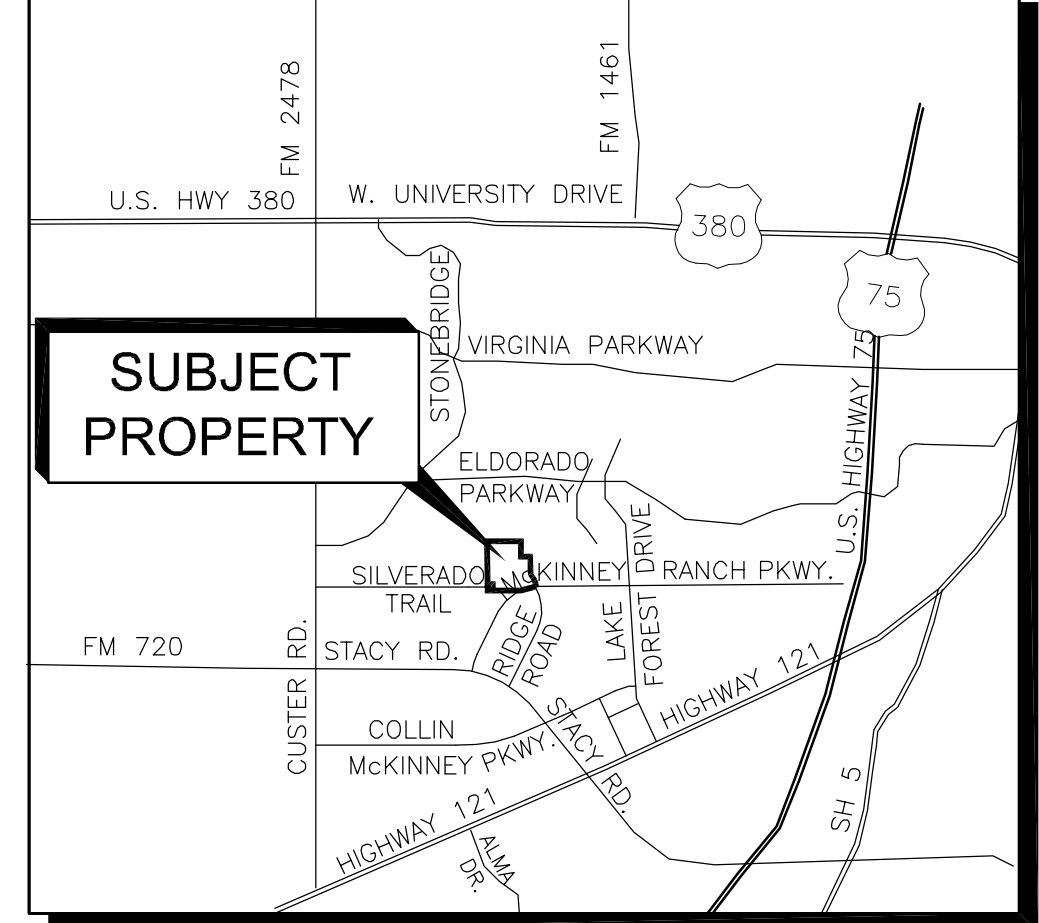 FM 2478
FM 1461
U.S. HWY 380
W. UNIVERSITY DRIVE
380
75
STONEBRIDGE
VIRGINIA PARKWAY
SUBJECT
PROPERTY
U.S. HIGHWAY 75
ELDORADO
PARKWAY
SILVERADO
TRAIL
McKINNEY RANCH PKWY.
LAKE
FOREST DRIVE
RIDGE
ROAD
FM 720
STACY RD.
CUSTER RD.
COLLIN
McKINNEY PKWY.
STACY RD.
HIGHWAY 121
HIGHWAY 121
ALMA
DR.
SH 5